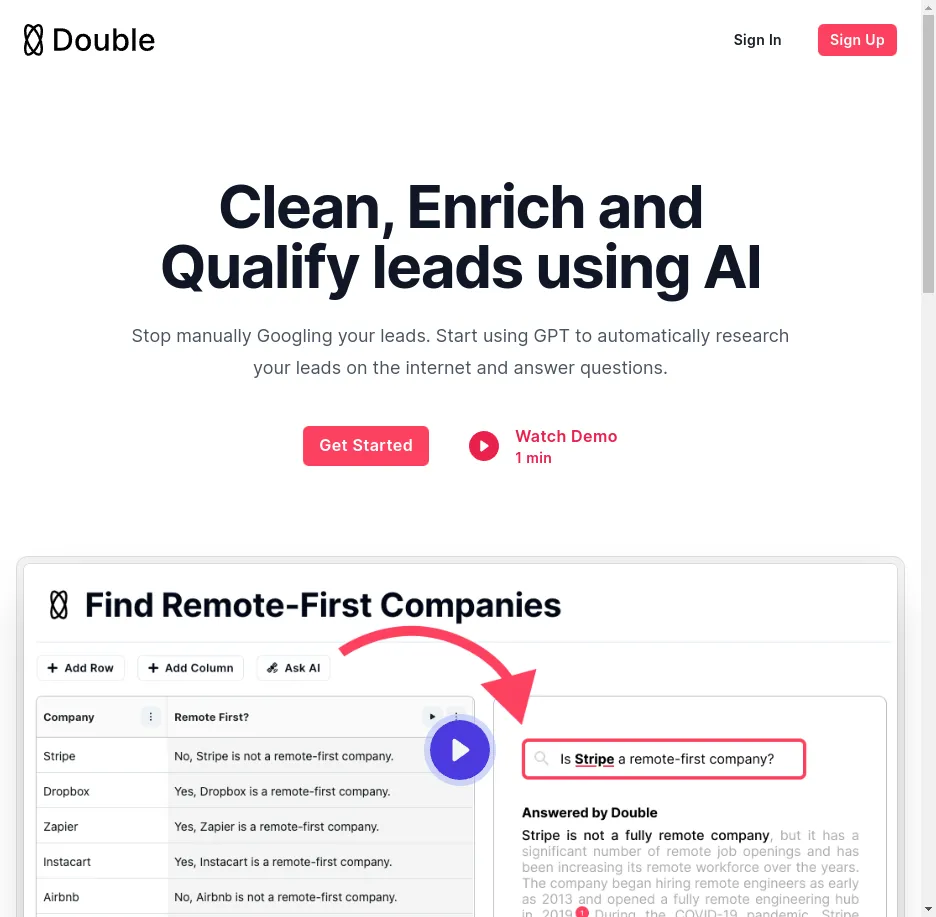 Double
Sign In
Sign Up
Clean, Enrich and
Qualify leads using AI
Stop manually Googling your leads. Start using GPT to automatically research
your leads on the internet and answer questions.
Get Started
Watch Demo
1 min
Find Remote-First Companies
Add Row
Add Column
Ask AI
Company
Remote First?
Stripe
No, Stripe is not a remote-first company.
Dropbox
Yes, Dropbox is a remote-first company.
Zapier
Yes, Zapier is a remote-first company.
Instacart
Yes, Instacart is a remote-first company.
Airbnb
No, Airbnb is not a remote-first company.
Is Stripe a remote-first company?
Answered by Double
Stripe is not a fully remote company, but it has a
significant number of remote job openings and has
been increasing its remote workforce over the years.
The company began hiring remote engineers as early
as 2013 and opened a fully remote engineering hub
in 2019 1 During the COVID-19 pandemic, Stripe